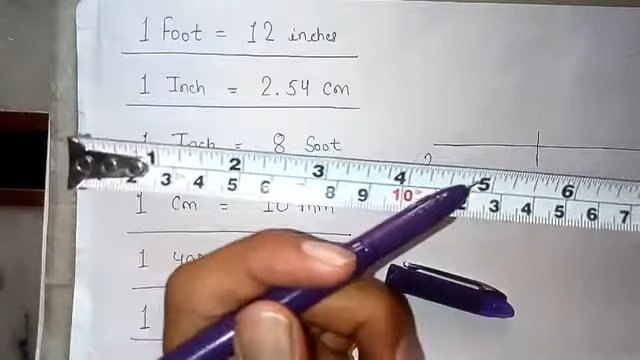 1 Foot = 12 inches
1 Inch = 2.54 cm
1 Inch = 8 Soot
1 2 3 4 5 6
2 3 4 5 6 8 9 10 2 3 4 5 6 7
1 Cm = 10 mm
1
1